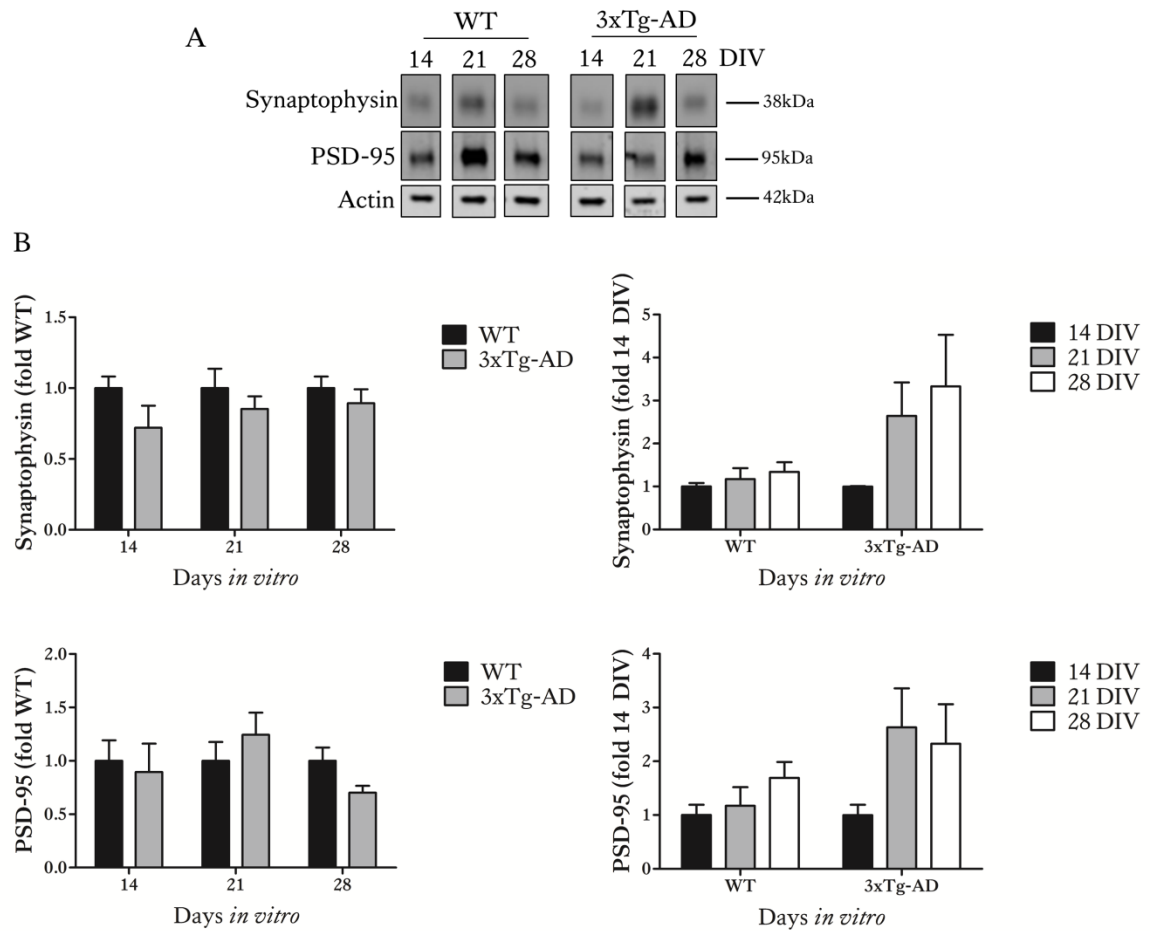 A
WT
3xTg-AD
14 21 28 14 21 28 DIV
Synaptophysin
38kDa
PSD-95
95kDa
Actin
42kDa
B
Synaptophysin (fold WT)
1.5
1.0
0.5
0.0
14 21 28
Days in vitro
WT
3xTg-AD
Synaptophysin (fold 14 DIV)
5
4
3
2
1
0
WT 3xTg-AD
Days in vitro
14 DIV
21 DIV
28 DIV
PSD-95 (fold WT)
2.0
1.5
1.0
0.5
0.0
14 21 28
Days in vitro
WT
3xTg-AD
PSD-95 (fold 14 DIV)
4
3
2
1
0
WT 3xTg-AD
Days in vitro
14 DIV
21 DIV
28 DIV